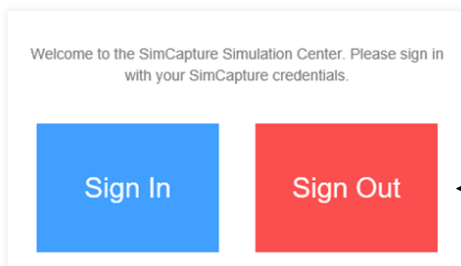 Welcome to the SimCapture Simulation Center. Please sign in
with your SimCapture credentials.
Sign In
Sign Out